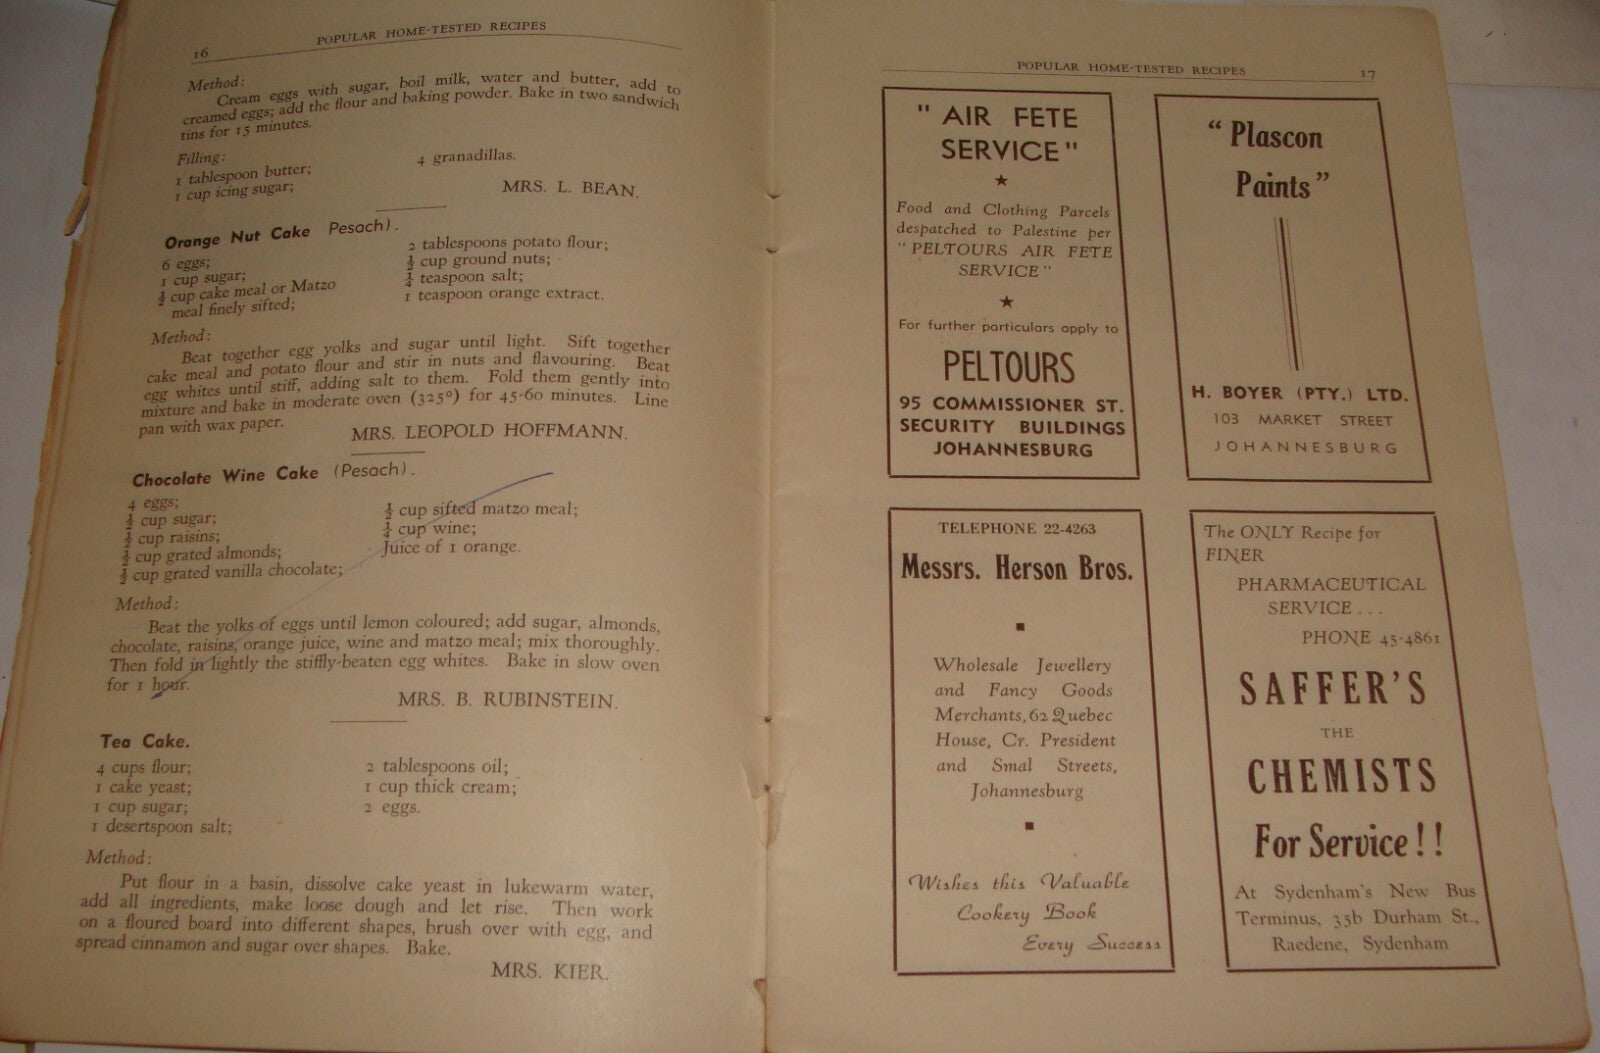 16
POPULAR HOME-TESTED RECIPES
Method:
Cream eggs with sugar, boil milk, water and butter, add to
creamed eggs; add the flour and baking powder. Bake in two sandwich
tins for 15 minutes.
Filling:
1 tablespoon butter;
1 cup icing sugar;
4 granadillas.
MRS. L. BEAN.
Orange Nut Cake (Pesach).
6 eggs;
1 cup sugar;
½ cup cake meal or Matzo
meal finely sifted;
2 tablespoons potato flour;
½ cup ground nuts;
¼ teaspoon salt;
1 teaspoon orange extract.
Method:
Beat together egg yolks and sugar until light. Sift together
cake meal and potato flour and stir in nuts and flavouring. Beat
egg whites until stiff, adding salt to them. Fold them gently into
mixture and bake in moderate oven (325°) for 45-60 minutes. Line
pan with wax paper.
MRS. LEOPOLD HOFFMANN.
Chocolate Wine Cake (Pesach).
4 eggs;
½ cup sugar;
½ cup raisins;
½ cup grated almonds;
½ cup grated vanilla chocolate;
½ cup sifted matzo meal;
¼ cup wine;
Juice of 1 orange.
Method:
Beat the yolks of eggs until lemon coloured; add sugar, almonds,
chocolate, raisins, orange juice, wine and matzo meal; mix thoroughly.
Then fold in lightly the stiffly-beaten egg whites. Bake in slow oven
for 1 hour.
MRS. B. RUBINSTEIN.
Tea Cake.
4 cups flour;
1 cake yeast;
1 cup sugar;
1 desertspoon salt;
2 tablespoons oil;
1 cup thick cream;
2 eggs.
Method:
Put flour in a basin, dissolve cake yeast in lukewarm water,
add all ingredients, make loose dough and let rise. Then work
on a floured board into different shapes, brush over with egg, and
spread cinnamon and sugar over shapes. Bake.
MRS. KIER.
POPULAR HOME-TESTED RECIPES
17
"AIR FETE
SERVICE"
Food and Clothing Parcels
despatched to Palestine per
"PELTOURS AIR FETE
SERVICE"
For further particulars apply to
PELTOURS
95 COMMISSIONER ST.
SECURITY BUILDINGS
JOHANNESBURG
"Plascon
Paints"
H. BOYER (PTY.) LTD.
103 MARKET STREET
JOHANNESBURG
TELEPHONE 22-4263
Messrs. Herson Bros.
Wholesale Jewellery
and Fancy Goods
Merchants, 62 Quebec
House, Cr. President
and Smal Streets,
Johannesburg
Wishes this Valuable
Cookery Book
Every Success
The ONLY Recipe for
FINER
PHARMACEUTICAL
SERVICE...
PHONE 45-4861
SAFFER'S
THE
CHEMISTS
For Service!!
At Sydenham's New Bus
Terminus, 35b Durham St.,
Raedene, Sydenham